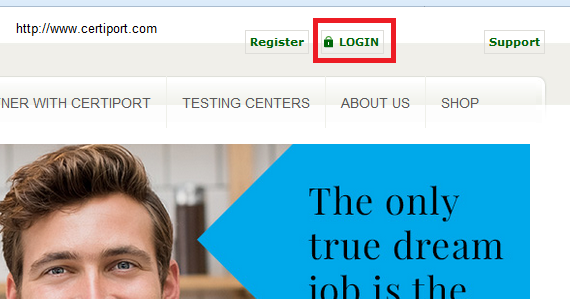 http://www.certiport.com
Register LOGIN Support
NER WITH CERTIPORT TESTING CENTERS ABOUT US SHOP
The only
true dream
job is the